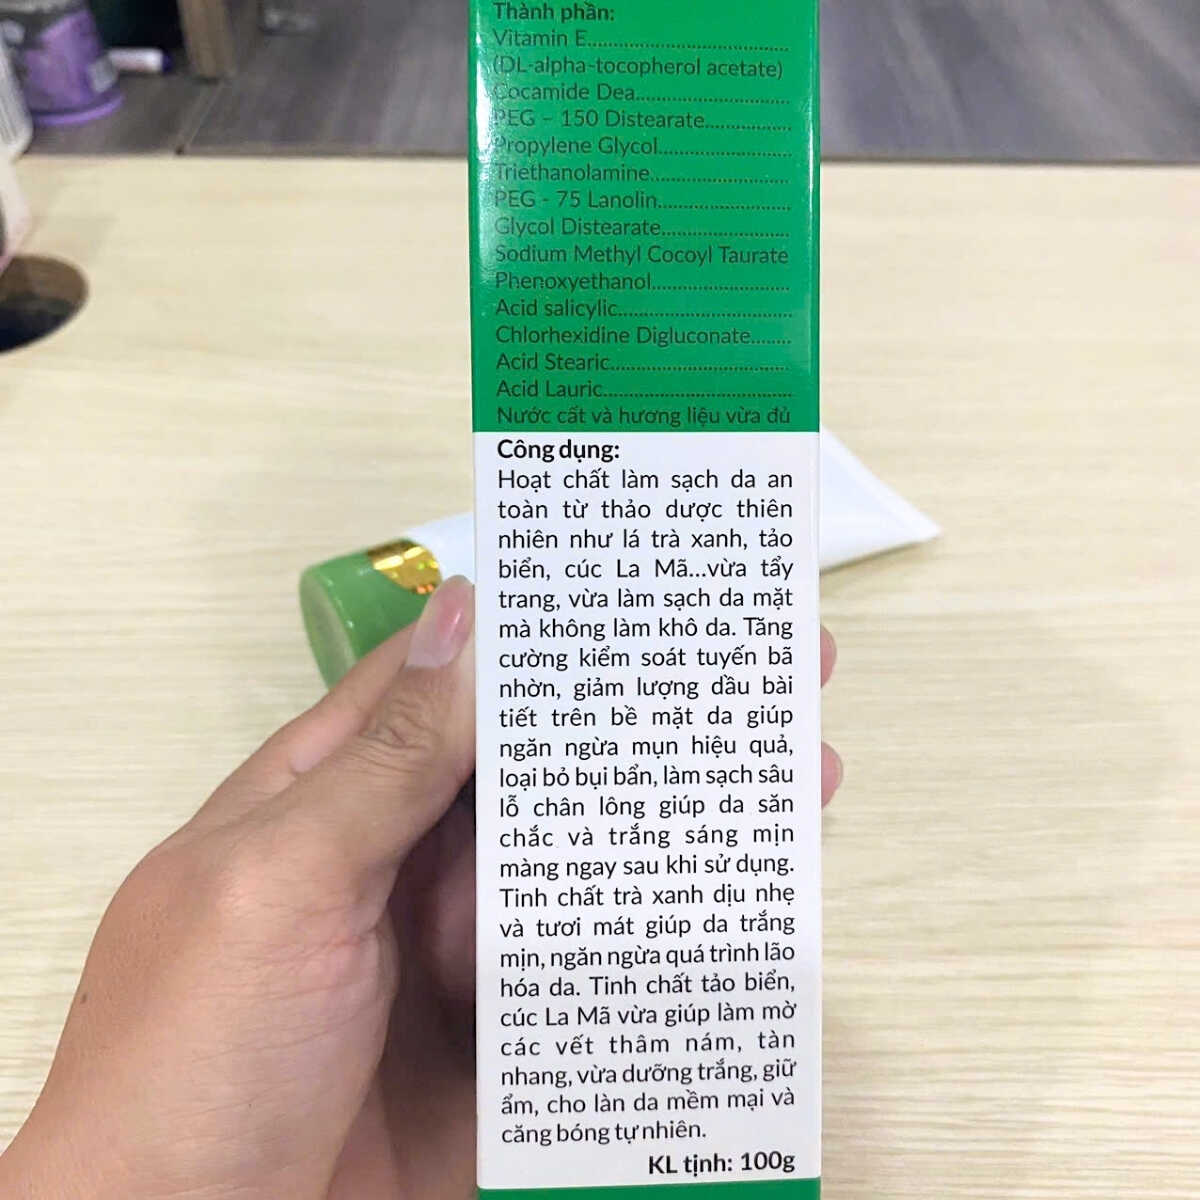 Thành phần:
Vitamin E....................................
(DL-alpha-tocopherol acetate)
Cocamide Dea...........................
PEG – 150 Distearate...............
Propylene Glycol.......................
Triethanolamine.........................
PEG - 75 Lanolin........................
Glycol Distearate.......................
Sodium Methyl Cocoyl Taurate
Phenoxyethanol.........................
Acid salicylic...............................
Chlorhexidine Digluconate.......
Acid Stearic................................
Acid Lauric..................................
Nước cất và hương liệu vừa đủ
Công dụng:
Hoạt chất làm sạch da an
toàn từ thảo dược thiên
nhiên như lá trà xanh, tảo
biển, cúc La Mã...vừa tẩy
trang, vừa làm sạch da mặt
mà không làm khô da. Tăng
cường kiểm soát tuyến bã
nhờn, giảm lượng dầu bài
tiết trên bề mặt da giúp
ngăn ngừa mụn hiệu quả,
loại bỏ bụi bẩn, làm sạch sâu
lỗ chân lông giúp da săn
chắc và trắng sáng mịn
màng ngay sau khi sử dụng.
Tinh chất trà xanh dịu nhẹ
và tươi mát giúp da trắng
mịn, ngăn ngừa quá trình lão
hóa da. Tinh chất tảo biển,
cúc La Mã vừa giúp làm mờ
các vết thâm nám, tàn
nhang, vừa dưỡng trắng, giữ
ẩm, cho làn da mềm mại và
căng bóng tự nhiên.
KL tịnh: 100g